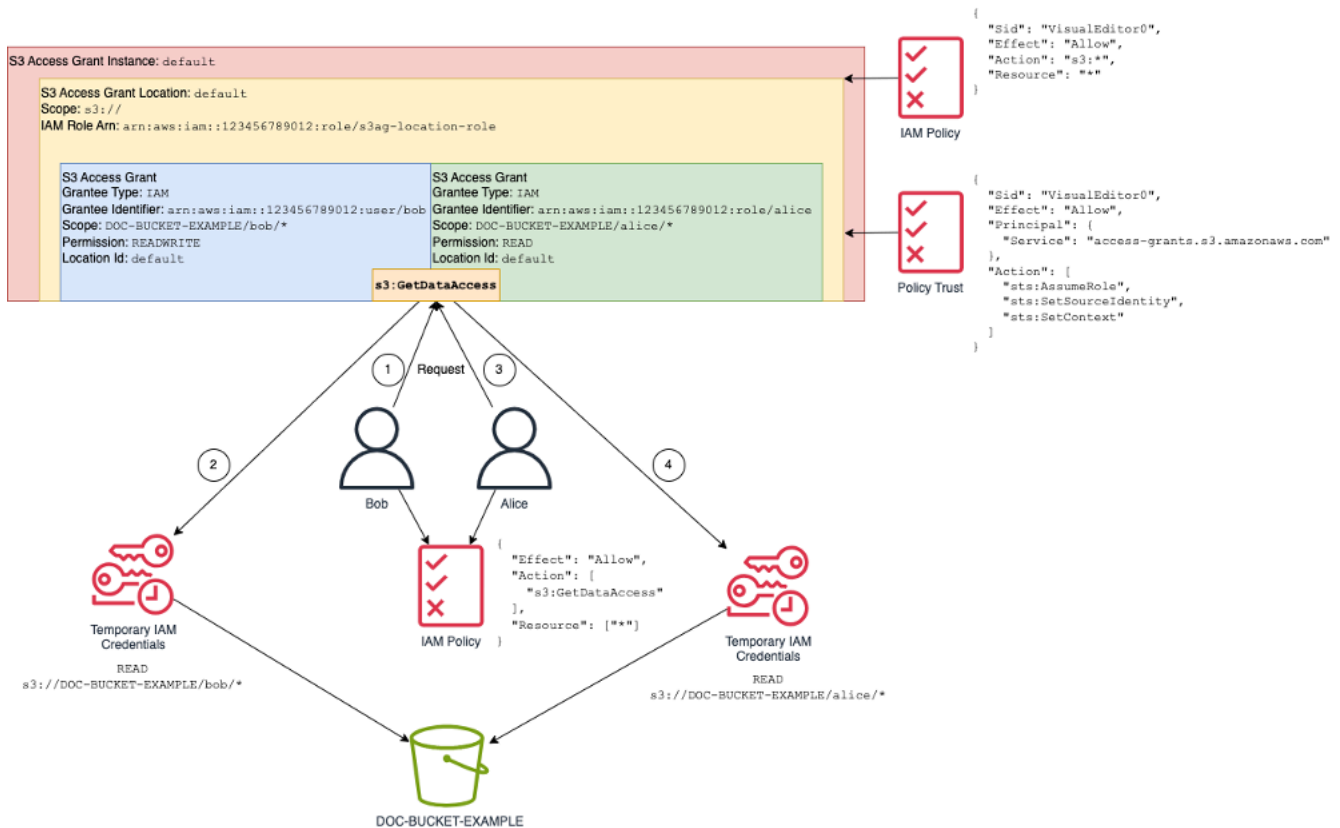 S3 Access Grant Instance: default
S3 Access Grant Location: default
Scope: s3://
IAM Role Arn: arn:aws:iam::123456789012:role/s3ag-location-role
S3 Access Grant
Grantee Type: IAM
Grantee Identifier: arn:aws:iam::123456789012:user/bob
Scope: DOC-BUCKET-EXAMPLE/bob/*
Permission: READWRITE
Location Id: default
S3 Access Grant
Grantee Type: IAM
Grantee Identifier: arn:aws:iam::123456789012:role/alice
Scope: DOC-BUCKET-EXAMPLE/alice/*
Permission: READ
Location Id: default
s3:GetDataAccess
{
"Sid": "VisualEditor0",
"Effect": "Allow",
"Action": "s3:*",
"Resource": "*"
}
IAM Policy
{
"Sid": "VisualEditor0",
"Effect": "Allow",
"Principal": {
"Service": "access-grants.s3.amazonaws.com"
},
"Action": [
"sts:AssumeRole",
"sts:SetSourceIdentity",
"sts:SetContext"
]
}
Policy Trust
1
Request
3
2
4
Bob
Alice
{
"Effect": "Allow",
"Action": [
"s3:GetDataAccess"
],
"Resource": ["*"]
}
IAM Policy
Temporary IAM
Credentials
READ
s3://DOC-BUCKET-EXAMPLE/bob/*
Temporary IAM
Credentials
READ
s3://DOC-BUCKET-EXAMPLE/alice/*
DOC-BUCKET-EXAMPLE